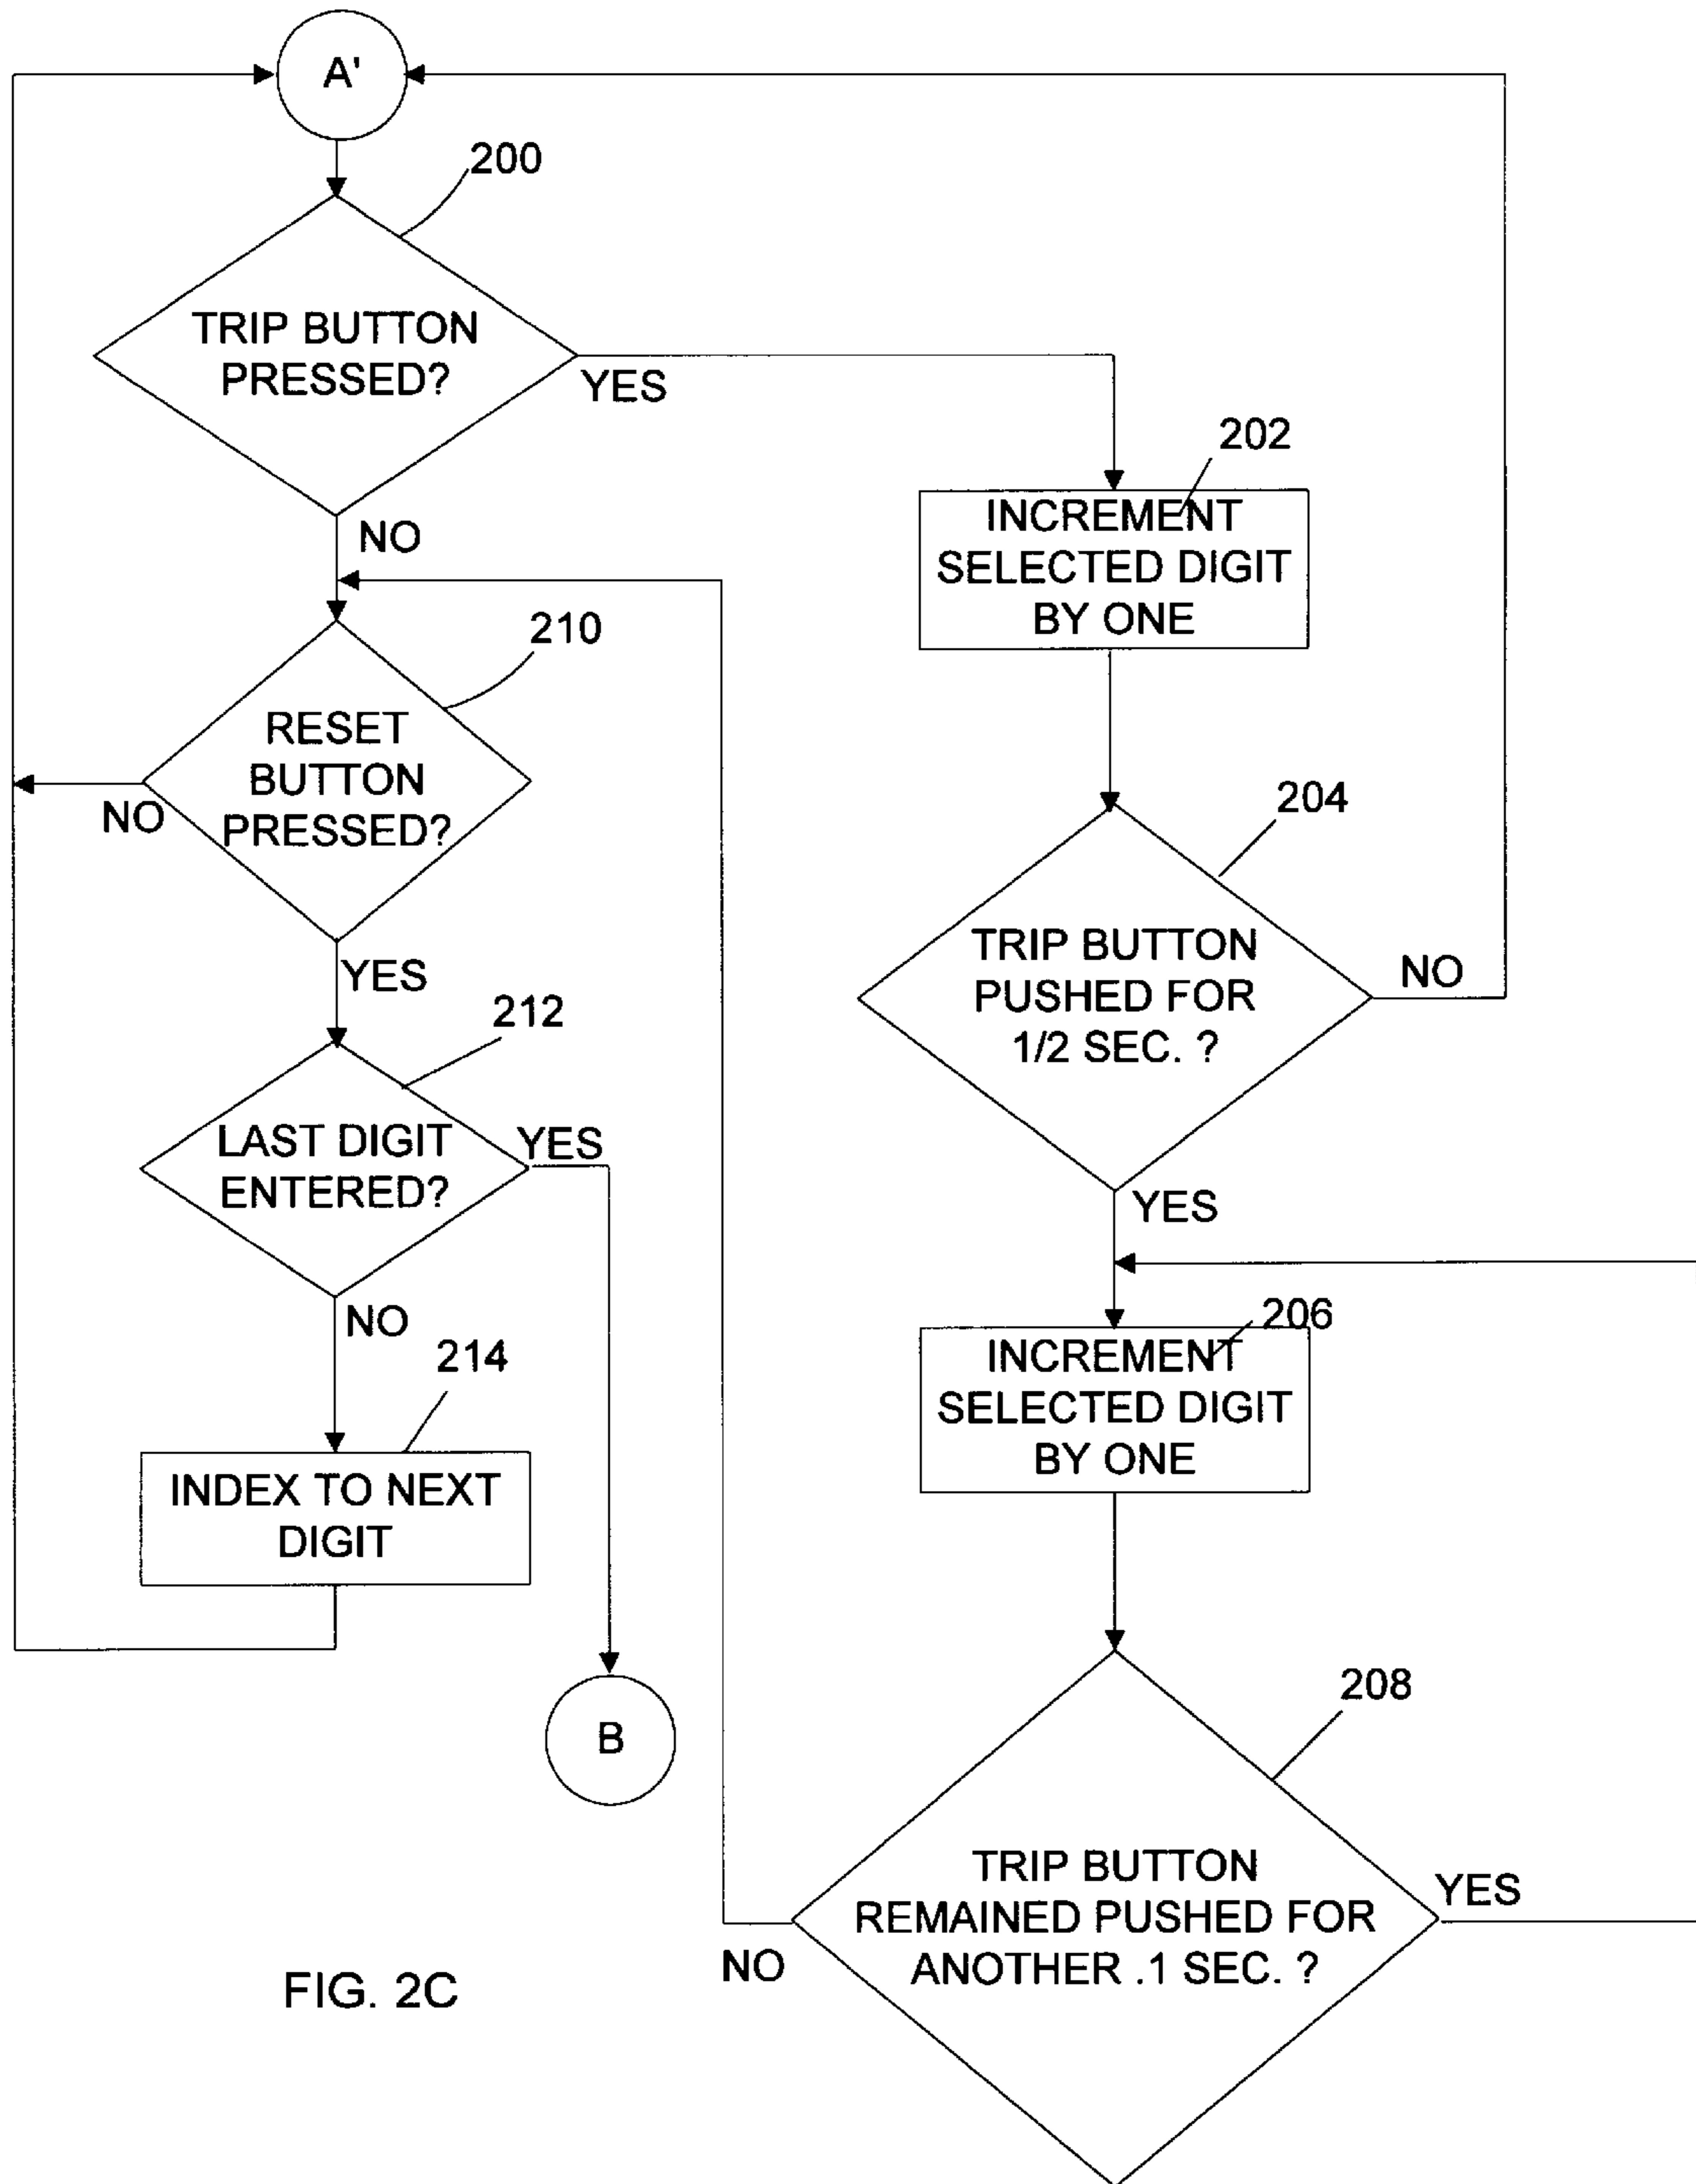 A'
200
TRIP BUTTON
PRESSED?
YES
NO
202
INCREMENT
SELECTED DIGIT
BY ONE
210
RESET
BUTTON
PRESSED?
NO
YES
204
TRIP BUTTON
PUSHED FOR
1/2 SEC. ?
NO
YES
212
LAST DIGIT
ENTERED?
YES
NO
206
INCREMENT
SELECTED DIGIT
BY ONE
214
INDEX TO NEXT
DIGIT
B
208
TRIP BUTTON
REMAINED PUSHED FOR
ANOTHER .1 SEC. ?
YES
NO
FIG. 2C